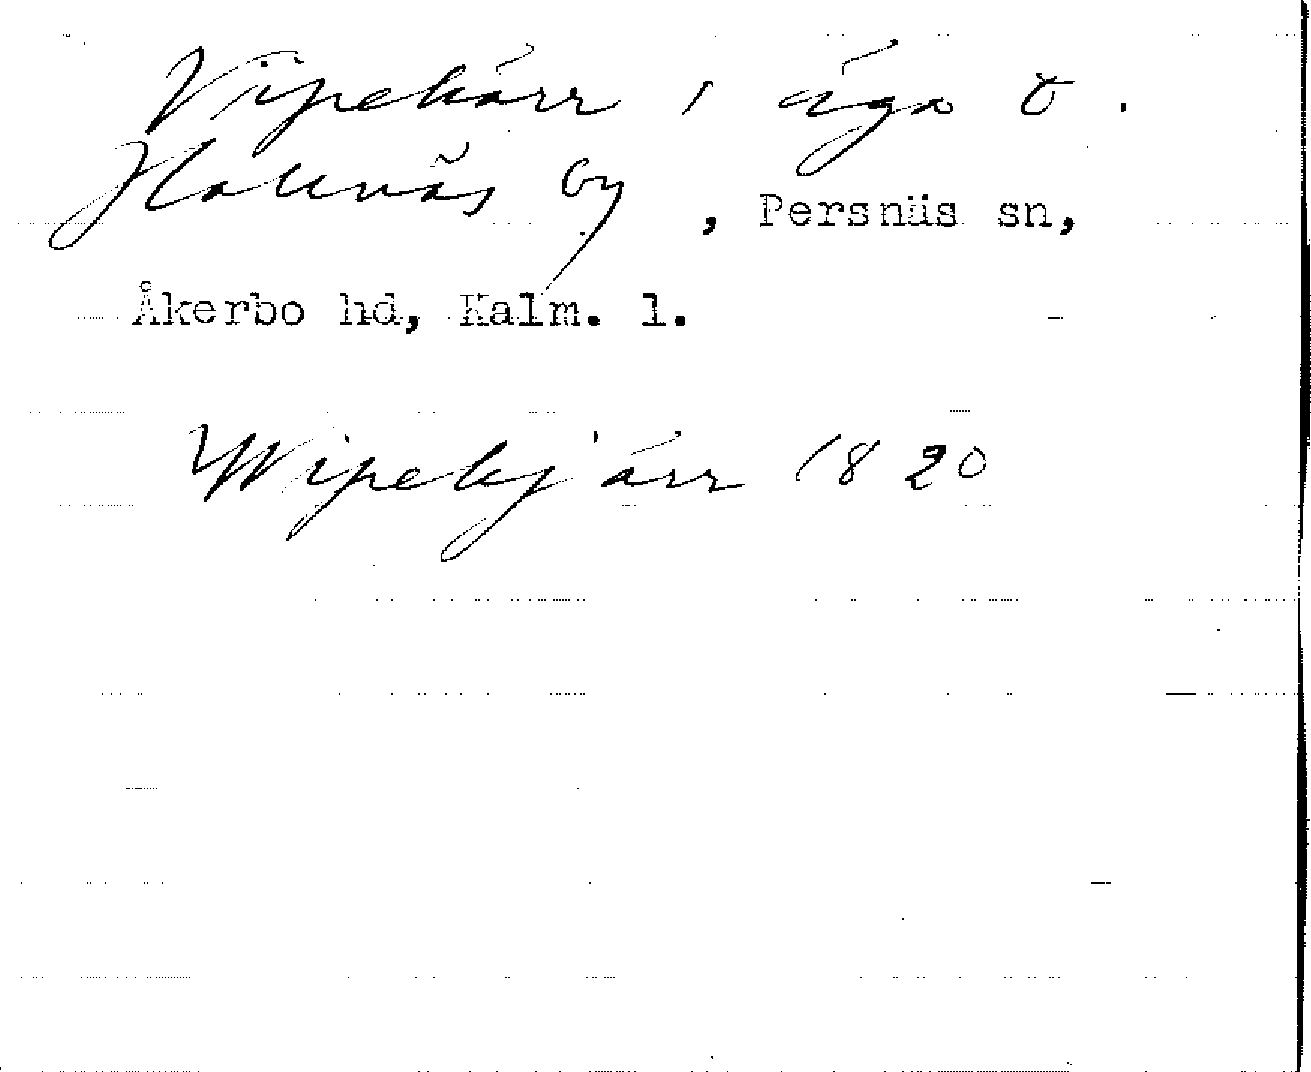 Vipekärr, ägo t.
Hallnäs by, Persnäs sn,
Åkerbo hd, Kalm. l.
Wipekjärr 1820